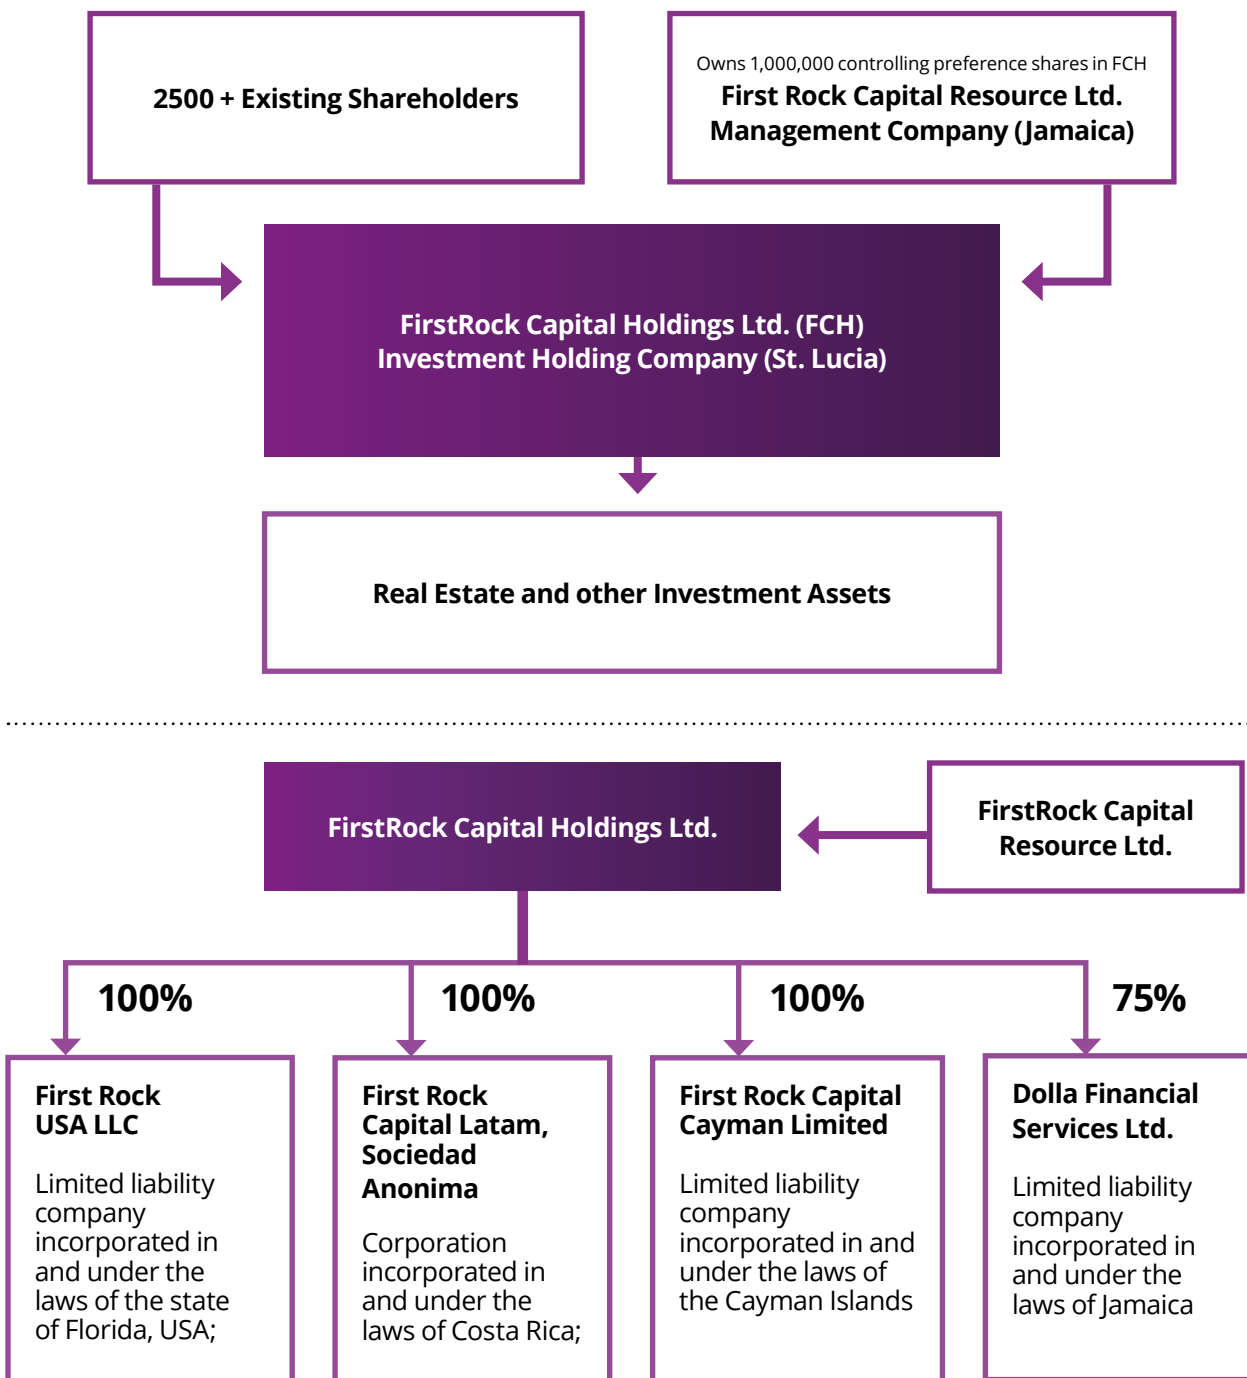 2500 + Existing Shareholders
Owns 1,000,000 controlling preference shares in FCH
First Rock Capital Resource Ltd.
Management Company (Jamaica)
FirstRock Capital Holdings Ltd. (FCH)
Investment Holding Company (St. Lucia)
Real Estate and other Investment Assets
FirstRock Capital Holdings Ltd.
FirstRock Capital
Resource Ltd.
100%
100%
100%
75%
First Rock
USA LLC
Limited liability
company
incorporated in
and under the
laws of the state
of Florida, USA;
First Rock
Capital Latam,
Sociedad
Anonima
Corporation
incorporated in
and under the
laws of Costa Rica;
First Rock Capital
Cayman Limited
Limited liability
company
incorporated in and
under the laws of
the Cayman Islands
Dolla Financial
Services Ltd.
Limited liability
company
incorporated in
and under the
laws of Jamaica